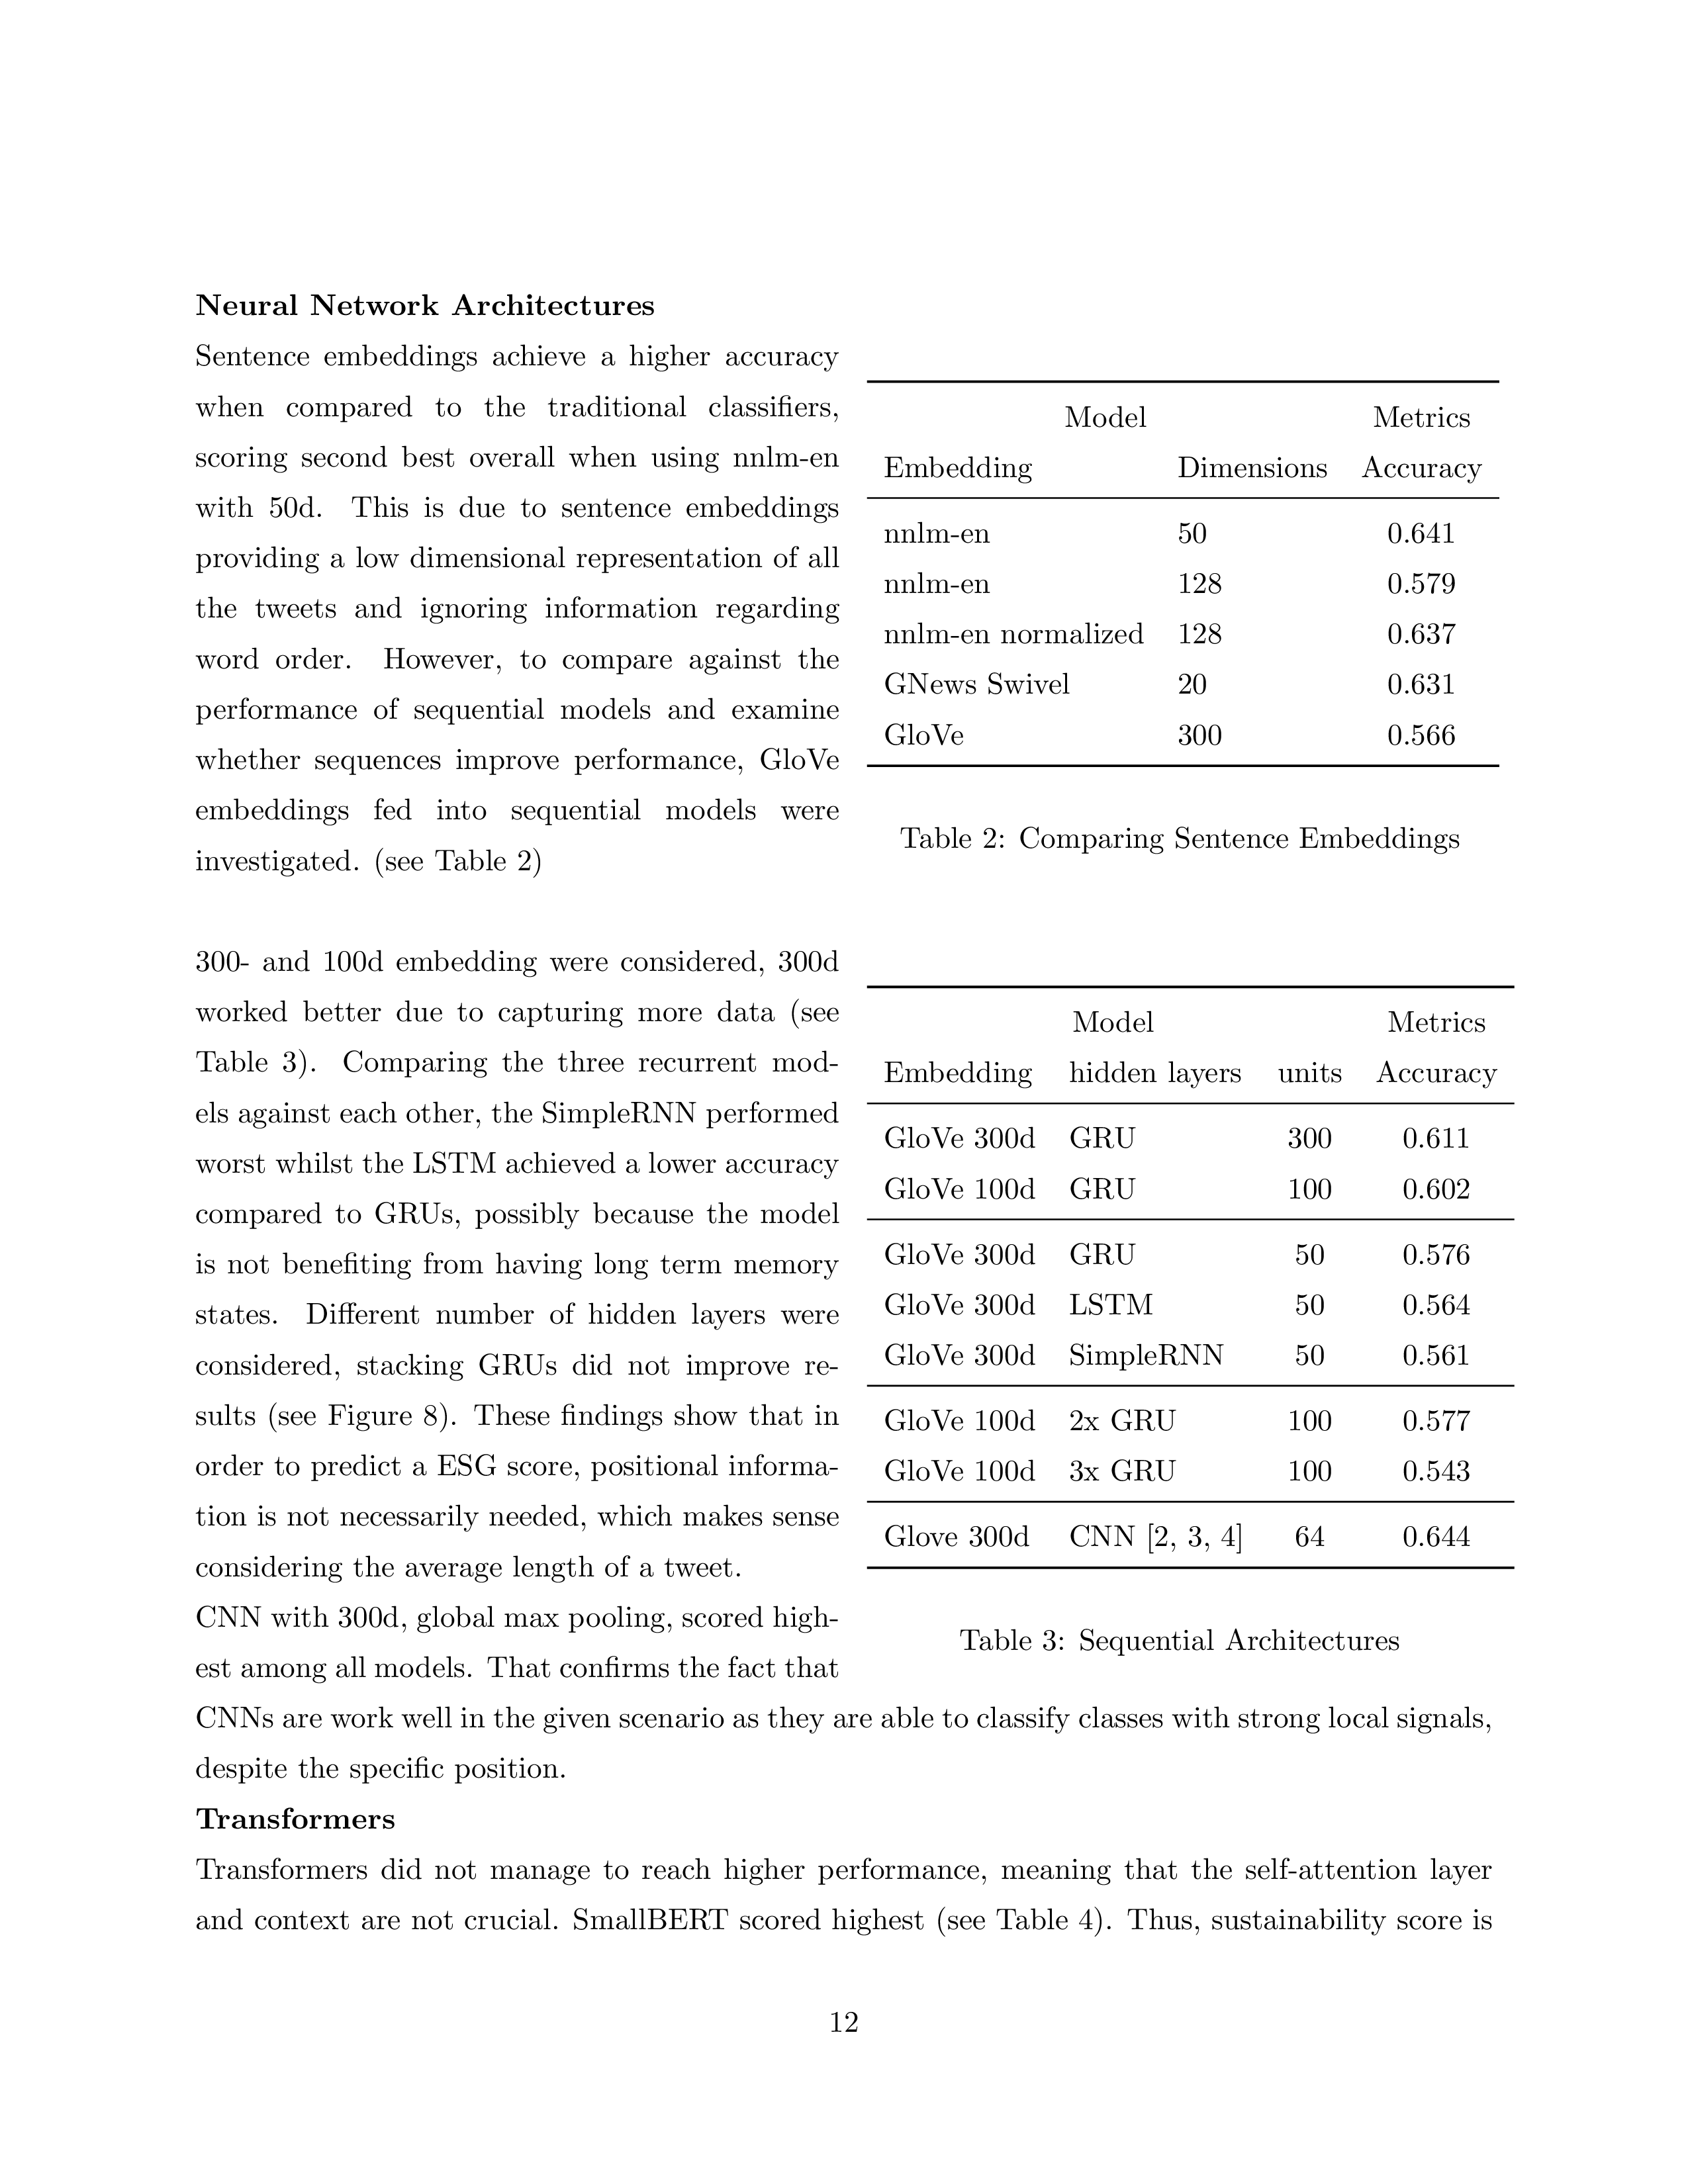 Neural Network Architectures
Sentence embeddings achieve a higher accuracy
when compared to the traditional classifiers,
scoring second best overall when using nnlm-en
with 50d. This is due to sentence embeddings
providing a low dimensional representation of all
the tweets and ignoring information regarding
word order. However, to compare against the
performance of sequential models and examine
whether sequences improve performance, GloVe
embeddings fed into sequential models were
investigated. (see Table 2)
Model Metrics
Embedding Dimensions Accuracy
nnlm-en 50 0.641
nnlm-en 128 0.579
nnlm-en normalized 128 0.637
GNews Swivel 20 0.631
GloVe 300 0.566
Table 2: Comparing Sentence Embeddings
300- and 100d embedding were considered, 300d
worked better due to capturing more data (see
Table 3). Comparing the three recurrent mod-
els against each other, the SimpleRNN performed
worst whilst the LSTM achieved a lower accuracy
compared to GRUs, possibly because the model
is not benefiting from having long term memory
states. Different number of hidden layers were
considered, stacking GRUs did not improve re-
sults (see Figure 8). These findings show that in
order to predict a ESG score, positional informa-
tion is not necessarily needed, which makes sense
considering the average length of a tweet.
CNN with 300d, global max pooling, scored high-
est among all models. That confirms the fact that
CNNs are work well in the given scenario as they are able to classify classes with strong local signals,
despite the specific position.
Model Metrics
Embedding hidden layers units Accuracy
GloVe 300d GRU 300 0.611
GloVe 100d GRU 100 0.602
GloVe 300d GRU 50 0.576
GloVe 300d LSTM 50 0.564
GloVe 300d SimpleRNN 50 0.561
GloVe 100d 2x GRU 100 0.577
GloVe 100d 3x GRU 100 0.543
Glove 300d CNN [2, 3, 4] 64 0.644
Table 3: Sequential Architectures
Transformers
Transformers did not manage to reach higher performance, meaning that the self-attention layer
and context are not crucial. SmallBERT scored highest (see Table 4). Thus, sustainability score is
12